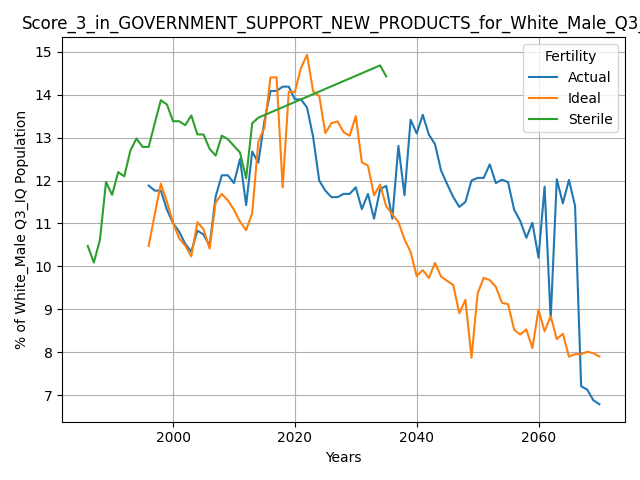 Score_3_in_GOVERNMENT_SUPPORT_NEW_PRODUCTS_for_White_Male_Q3_
Fertility
Actual
Ideal
Sterile
% of White_Male Q3_IQ Population
15
14
13
12
11
10
9
8
7
2000 2020 2040 2060
Years